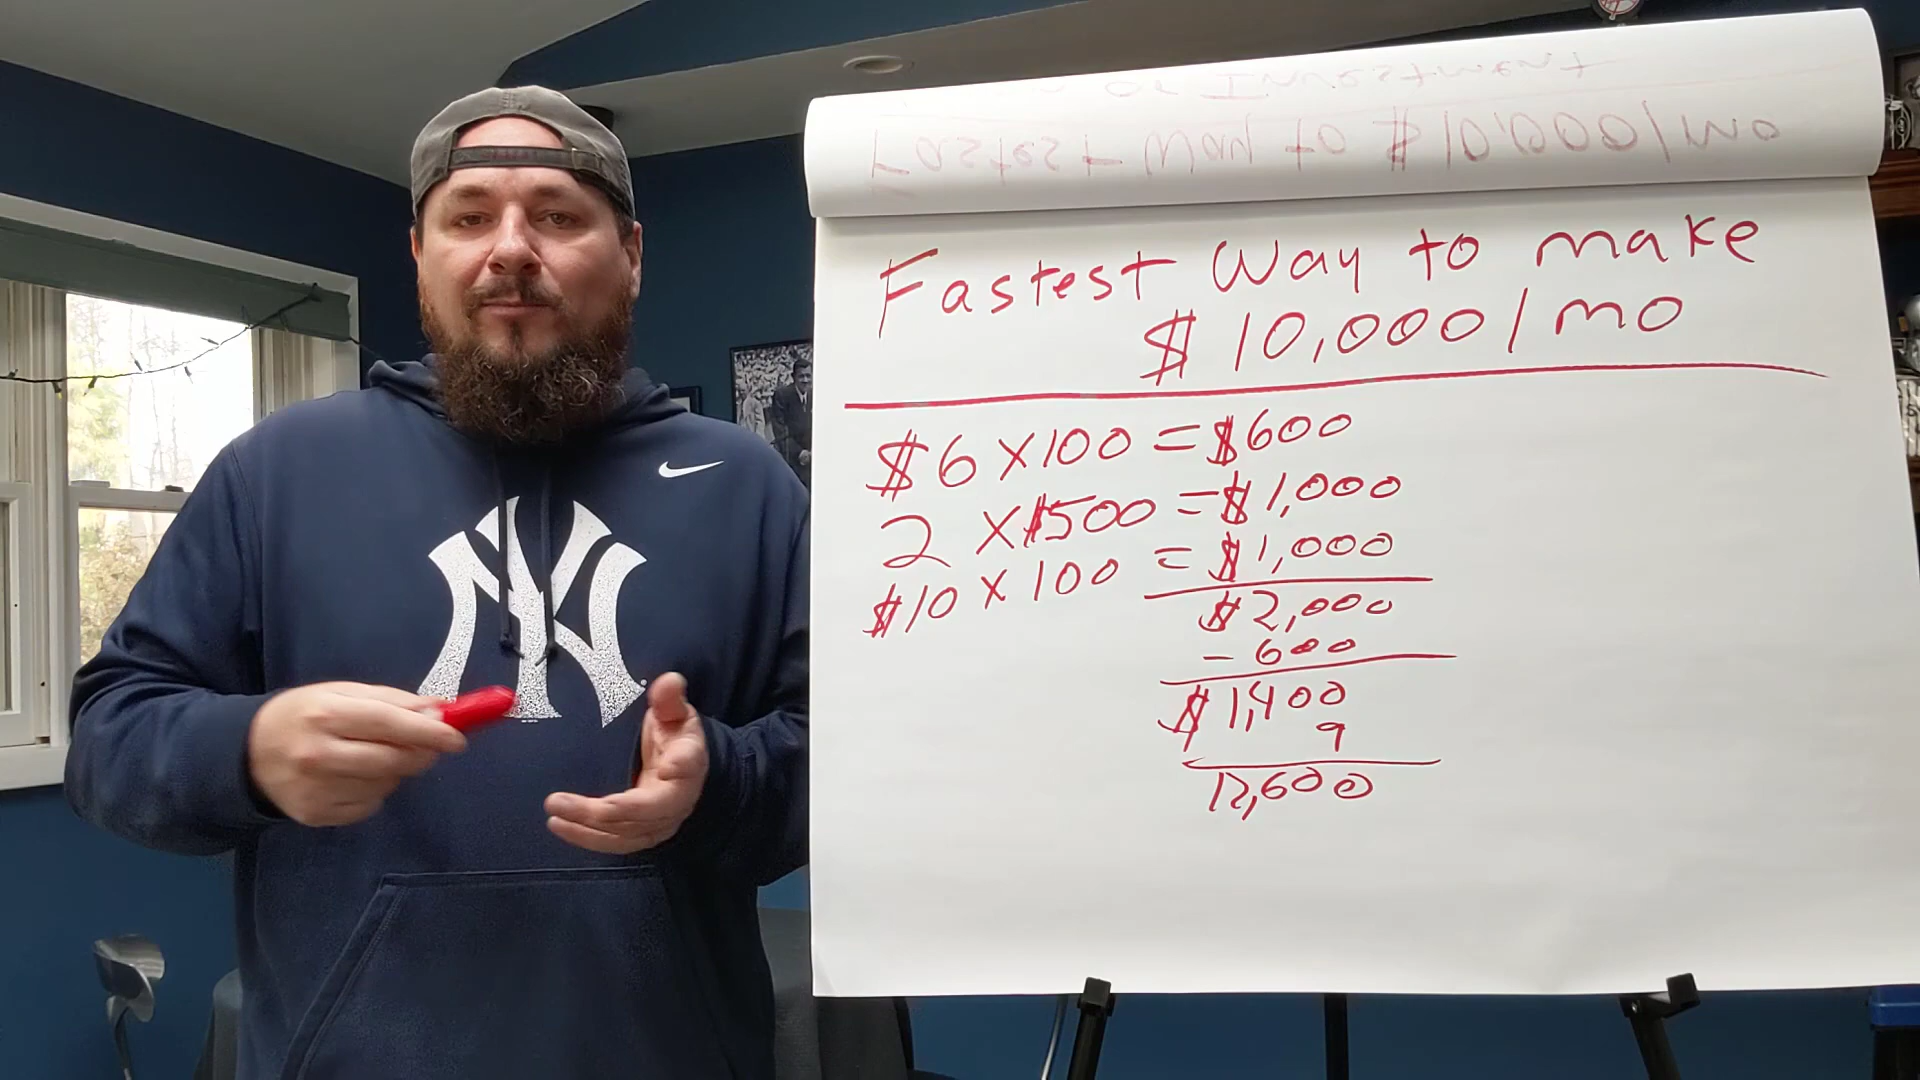 Fastest Way to make
$10,000/mo
$6 x 100 = $600
2 x $500 = $1,000
$10 x 100 = $1,000
$2,000
- 600
$1,400
9
12,600
NY